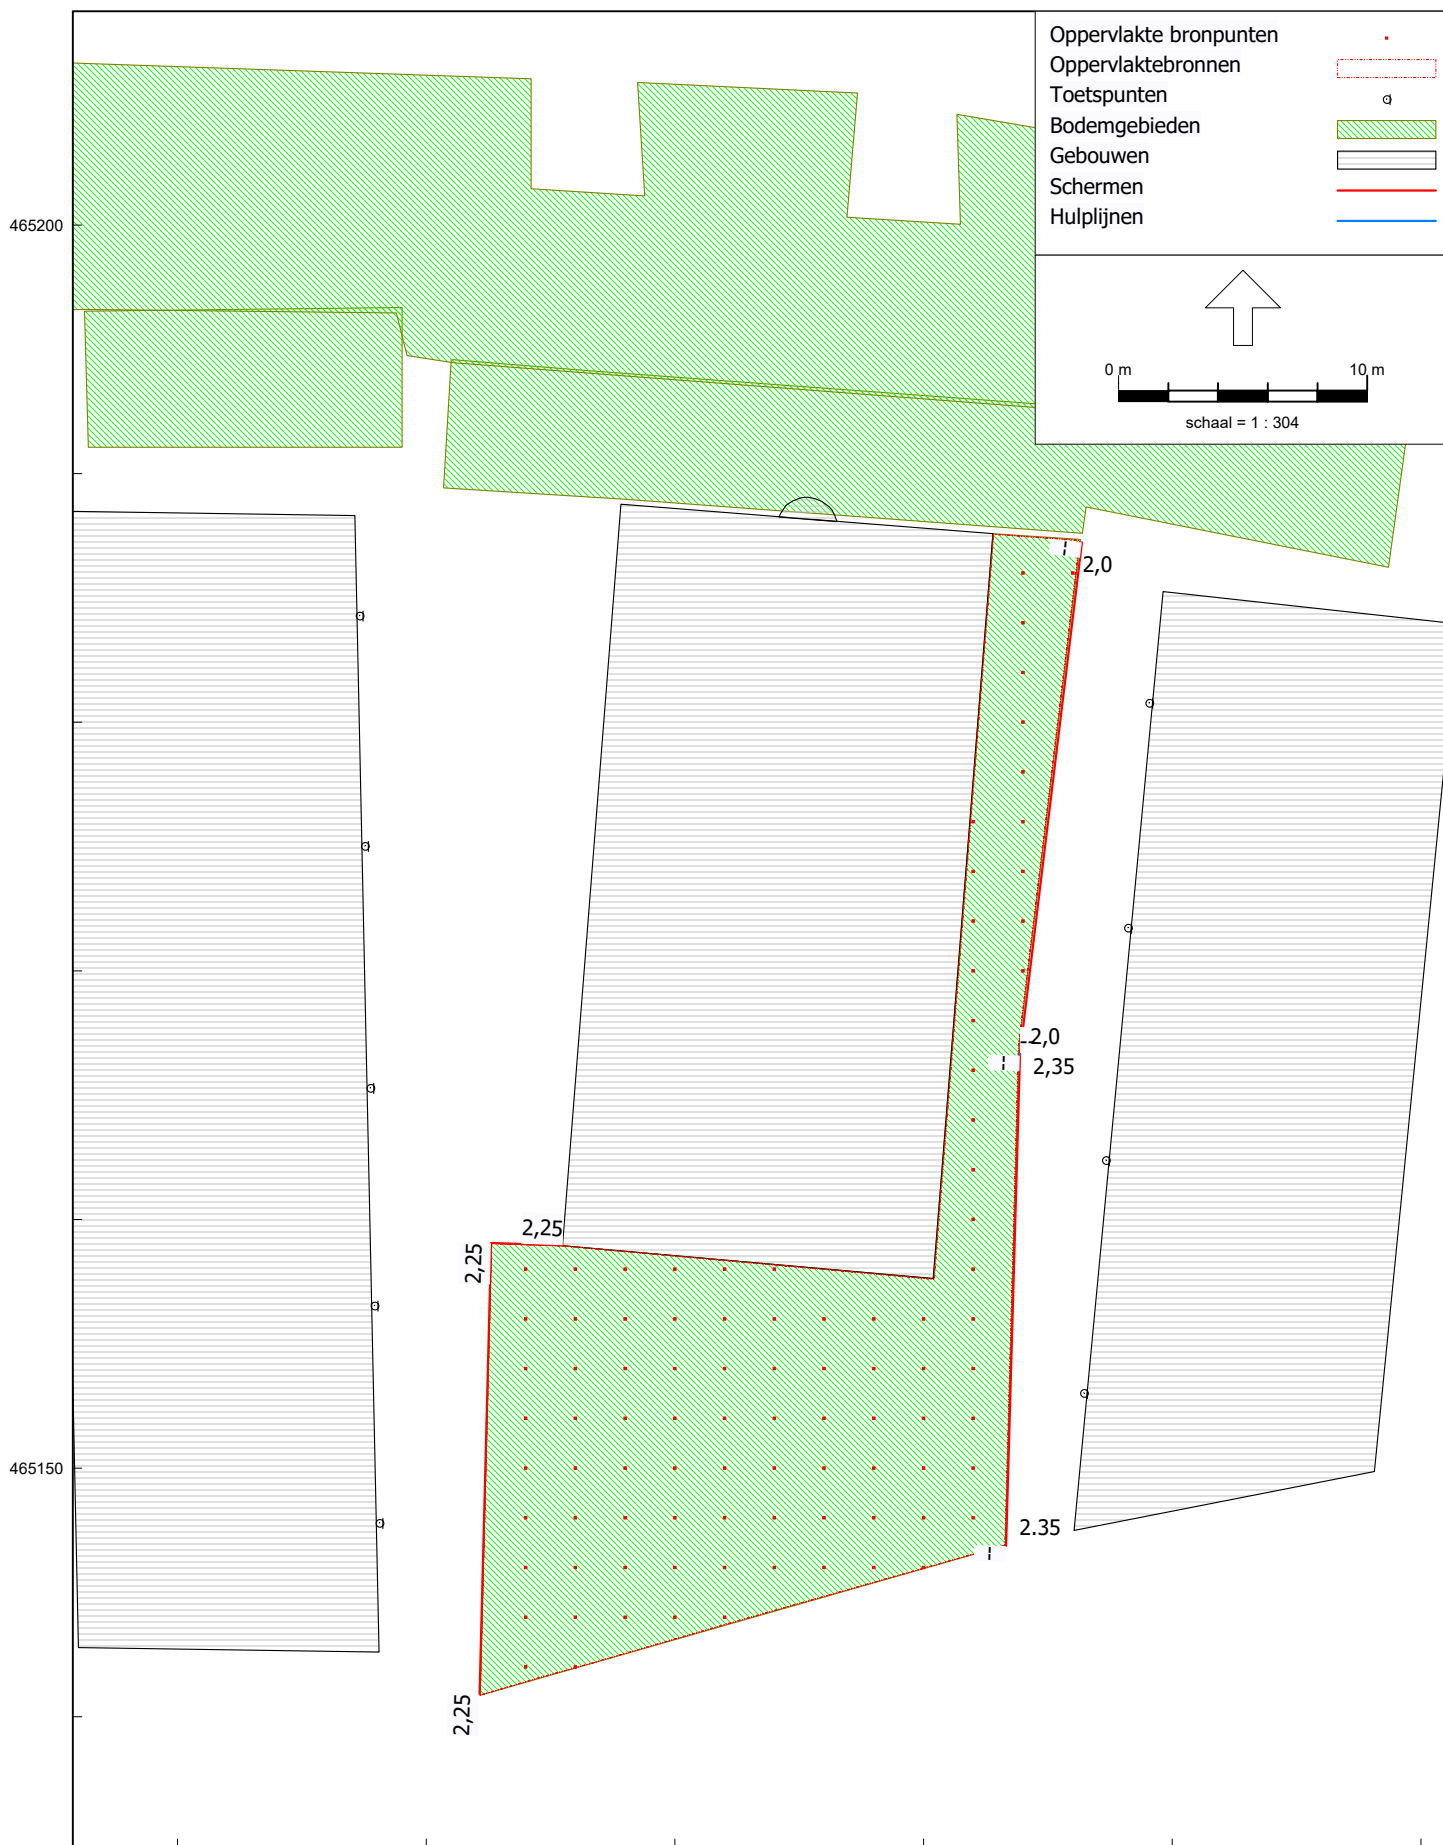 Oppervlakte bronpunten
Oppervlaktebronnen
Toetspunten
Bodemgebieden
Gebouwen
Schermen
Hulplijnen
465200
0 m 10 m
schaal = 1 : 304
2,0
2,0
2,35
2,25
2,25
465150
2.35
2,25